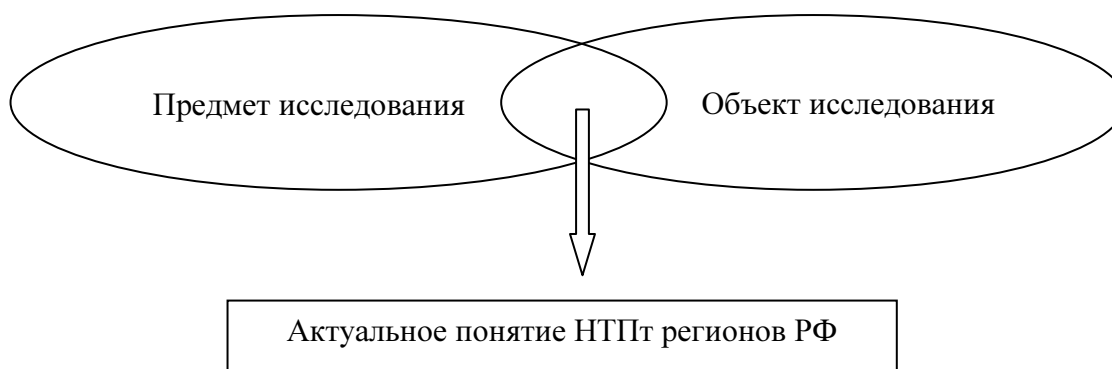 Предмет исследования
Объект исследования
Актуальное понятие НТПт регионов РФ